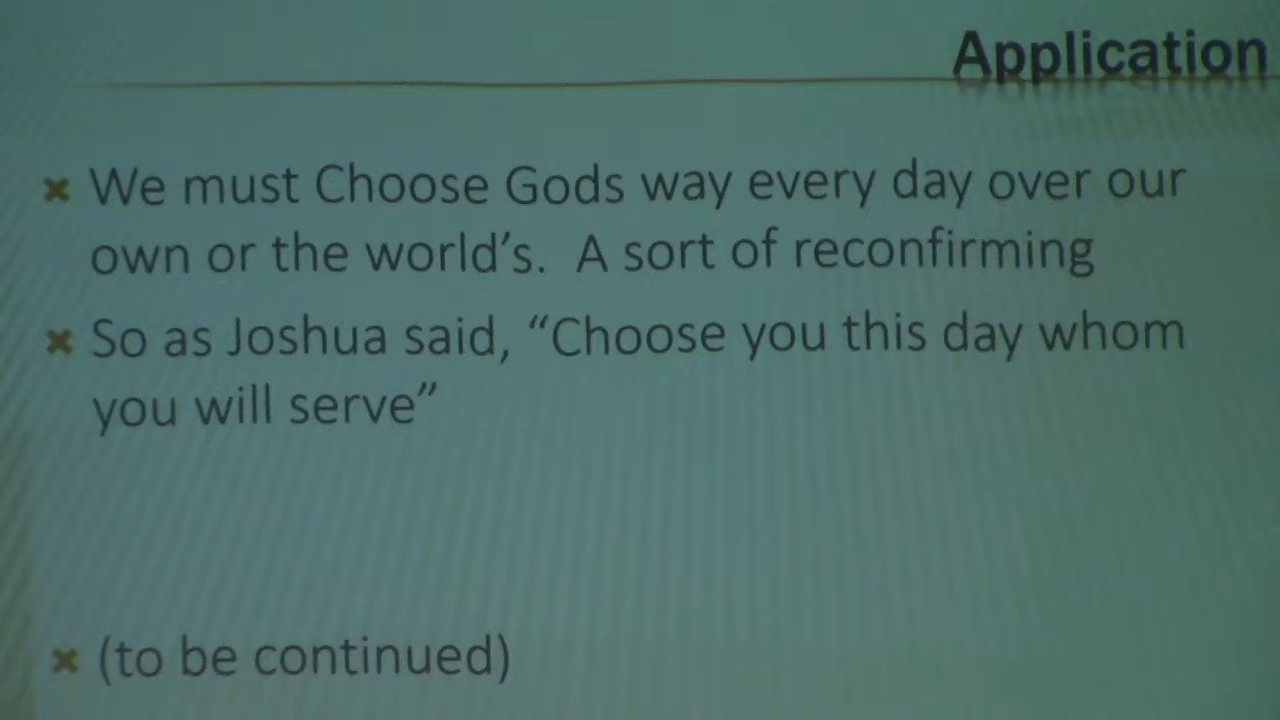 Application
We must Choose Gods way every day over our
own or the world’s.  A sort of reconfirming
So as Joshua said, “Choose you this day whom
you will serve”
(to be continued)